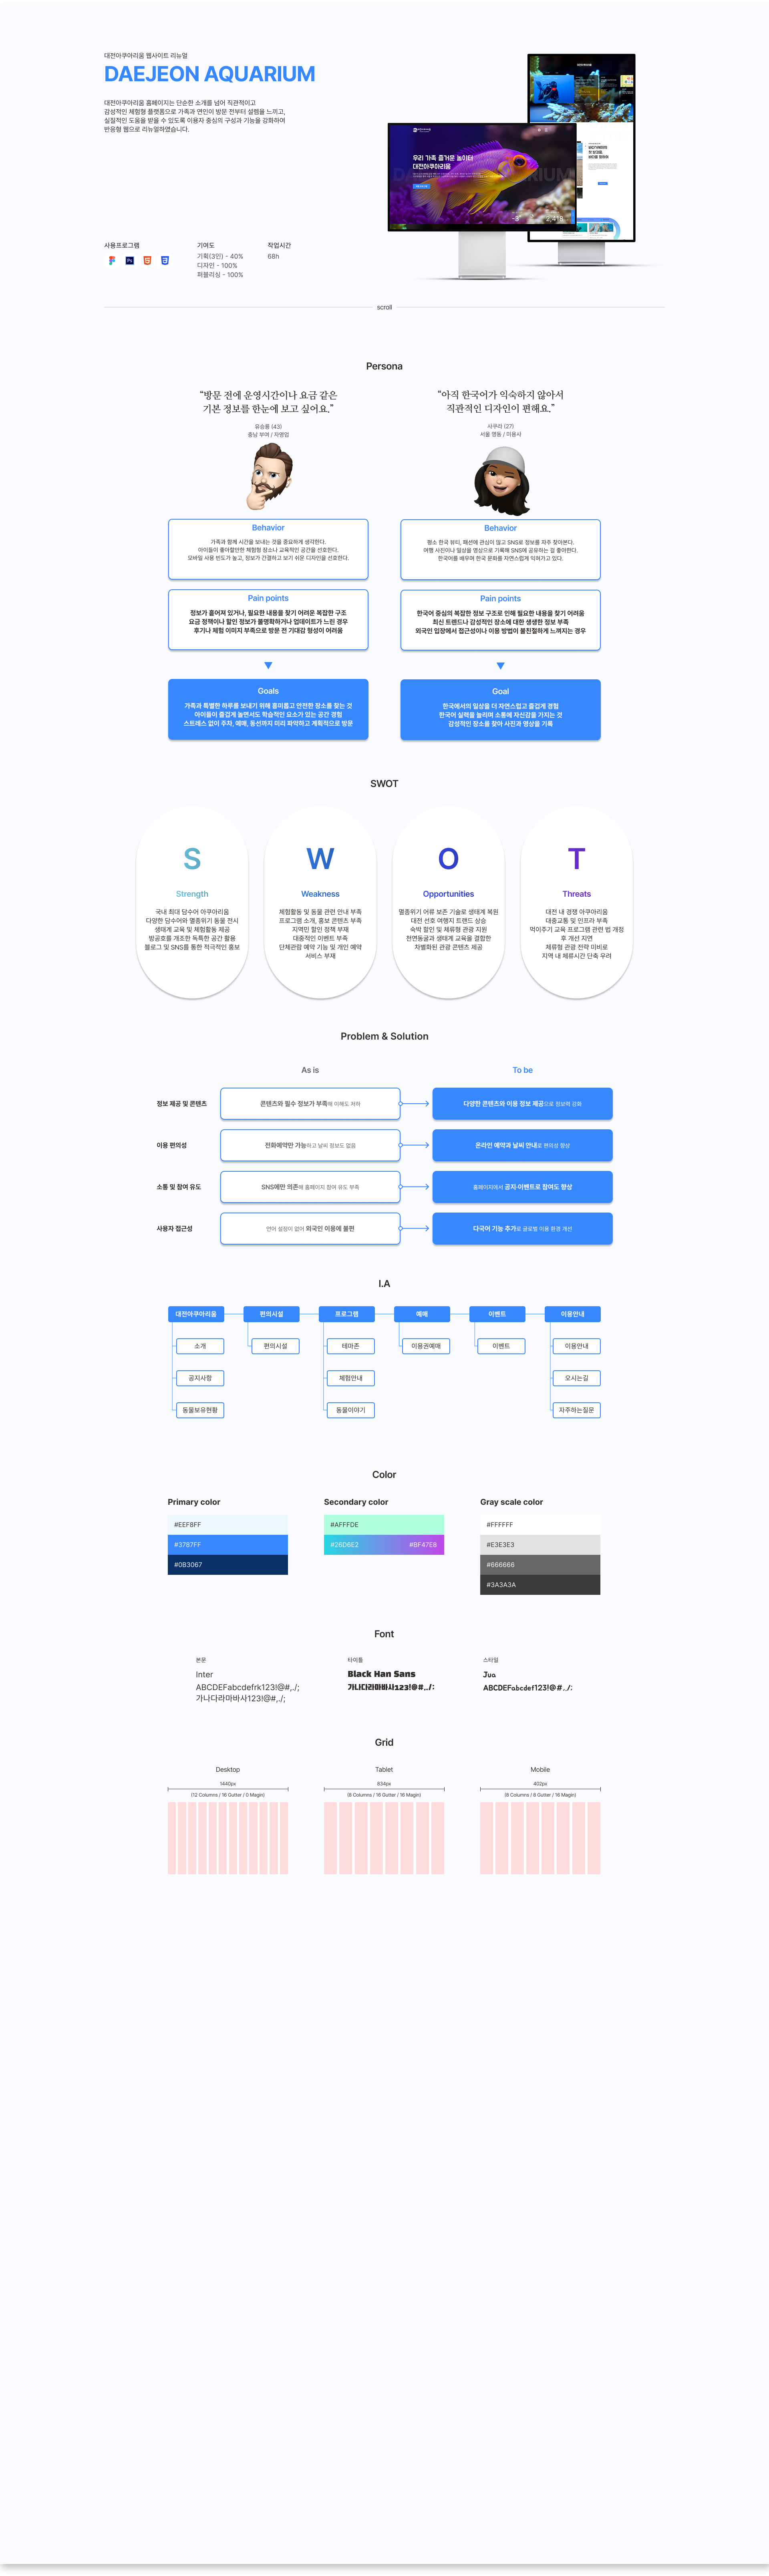 대전아쿠아리움 웹사이트 리뉴얼
DAEJEON AQUARIUM
대전아쿠아리움 홈페이지는 단순한 소개를 넘어 직관적이고
감성적인 체험형 플랫폼으로 가족과 연인이 방문 전부터 설렘을 느끼고,
실질적인 도움을 받을 수 있도록 이용자 중심의 구성과 기능을 강화하여
반응형 웹으로 리뉴얼하였습니다.
우리 가족 즐거운 놀이터
대전아쿠아리움
사용프로그램
Ps
기여도
기획(3인) - 40%
디자인 - 100%
퍼블리싱 - 100%
작업시간
68h
scroll
Persona
“방문 전에 운영시간이나 요금 같은
기본 정보를 한눈에 보고 싶어요.”
유승룡 (43)
충남 부여 / 자영업
Behavior
가족과 함께 시간을 보내는 것을 중요하게 생각한다.
아이들이 좋아할만한 체험형 장소나 교육적인 공간을 선호한다.
모바일 사용 빈도가 높고, 정보가 간결하고 보기 쉬운 디자인을 선호한다.
Pain points
정보가 흩어져 있거나, 필요한 내용을 찾기 어려운 복잡한 구조
요금 정책이나 할인 정보가 불명확하거나 업데이트가 느린 경우
후기나 체험 이미지 부족으로 방문 전 기대감 형성이 어려움
Goals
가족과 특별한 하루를 보내기 위해 흥미롭고 안전한 장소를 찾는 것
아이들이 즐겁게 놀면서도 학습적인 요소가 있는 공간 경험
스트레스 없이 주차, 예매, 동선까지 미리 파악하고 계획적으로 방문
“아직 한국어가 익숙하지 않아서
직관적인 디자인이 편해요.”
사쿠라 (27)
서울 명동 / 미용사
Behavior
평소 한국 뷰티, 패션에 관심이 많고 SNS로 정보를 자주 찾아본다.
여행 사진이나 일상을 영상으로 기록해 SNS에 공유하는 걸 좋아한다.
한국어를 배우며 한국 문화를 자연스럽게 익혀가고 있다.
Pain points
한국어 중심의 복잡한 정보 구조로 인해 필요한 내용을 찾기 어려움
최신 트렌드나 감성적인 장소에 대한 생생한 정보 부족
외국인 입장에서 접근성이나 이용 방법이 불친절하게 느껴지는 경우
Goal
한국에서의 일상을 더 자연스럽고 즐겁게 경험
한국어 실력을 늘리며 소통에 자신감을 가지는 것
감성적인 장소를 찾아 사진과 영상을 기록
SWOT
S
Strength
국내 최대 담수어 아쿠아리움
다양한 담수어와 멸종위기 동물 전시
생태계 교육 및 체험활동 제공
방공호를 개조한 독특한 공간 활용
블로그 및 SNS를 통한 적극적인 홍보
W
Weakness
체험활동 및 동물 관련 안내 부족
프로그램 소개, 홍보 콘텐츠 부족
지역민 할인 정책 부재
대중적인 이벤트 부족
단체관람 예약 기능 및 개인 예약
서비스 부재
O
Opportunities
멸종위기 어류 보존 기술로 생태계 복원
대전 선호 여행지 트렌드 상승
숙박 할인 및 체류형 관광 지원
천연동굴과 생태계 교육을 결합한
차별화된 관광 콘텐츠 제공
T
Threats
대전 내 경쟁 아쿠아리움
대중교통 및 인프라 부족
먹이주기 교육 프로그램 관련 법 개정
후 개선 지연
체류형 관광 전략 미비로
지역 내 체류시간 단축 우려
Problem & Solution
As is
To be
정보 제공 및 콘텐츠
콘텐츠와 필수 정보가 부족해 이해도 저하
다양한 콘텐츠와 이용 정보 제공으로 정보력 강화
이용 편의성
전화예약만 가능하고 날씨 정보도 없음
온라인 예약과 날씨 안내로 편의성 향상
소통 및 참여 유도
SNS에만 의존해 홈페이지 참여 유도 부족
홈페이지에서 공지·이벤트로 참여도 향상
사용자 접근성
언어 설정이 없어 외국인 이용에 불편
다국어 기능 추가로 글로벌 이용 환경 개선
I.A
대전아쿠아리움
편의시설
프로그램
예매
이벤트
이용안내
소개
편의시설
테마존
이용권예매
이벤트
이용안내
공지사항
체험안내
오시는길
동물보유현황
동물이야기
자주하는질문
Color
Primary color
#EEF8FF
#3787FF
#0B3067
Secondary color
#AFFFDE
#26D6E2
#BF47E8
Gray scale color
#FFFFFF
#E3E3E3
#666666
#3A3A3A
Font
본문
Inter
ABCDEFabcdefrk123!@#,./;
가나다라마바사123!@#,./;
타이틀
Black Han Sans
가나다라마바사123!@#,./;
스타일
Jua
ABCDEFabcdef123!@#,./;
Grid
Desktop
1440px
(12 Columns / 16 Gutter / 0 Magin)
Tablet
834px
(8 Columns / 16 Gutter / 16 Magin)
Mobile
402px
(8 Columns / 8 Gutter / 16 Magin)